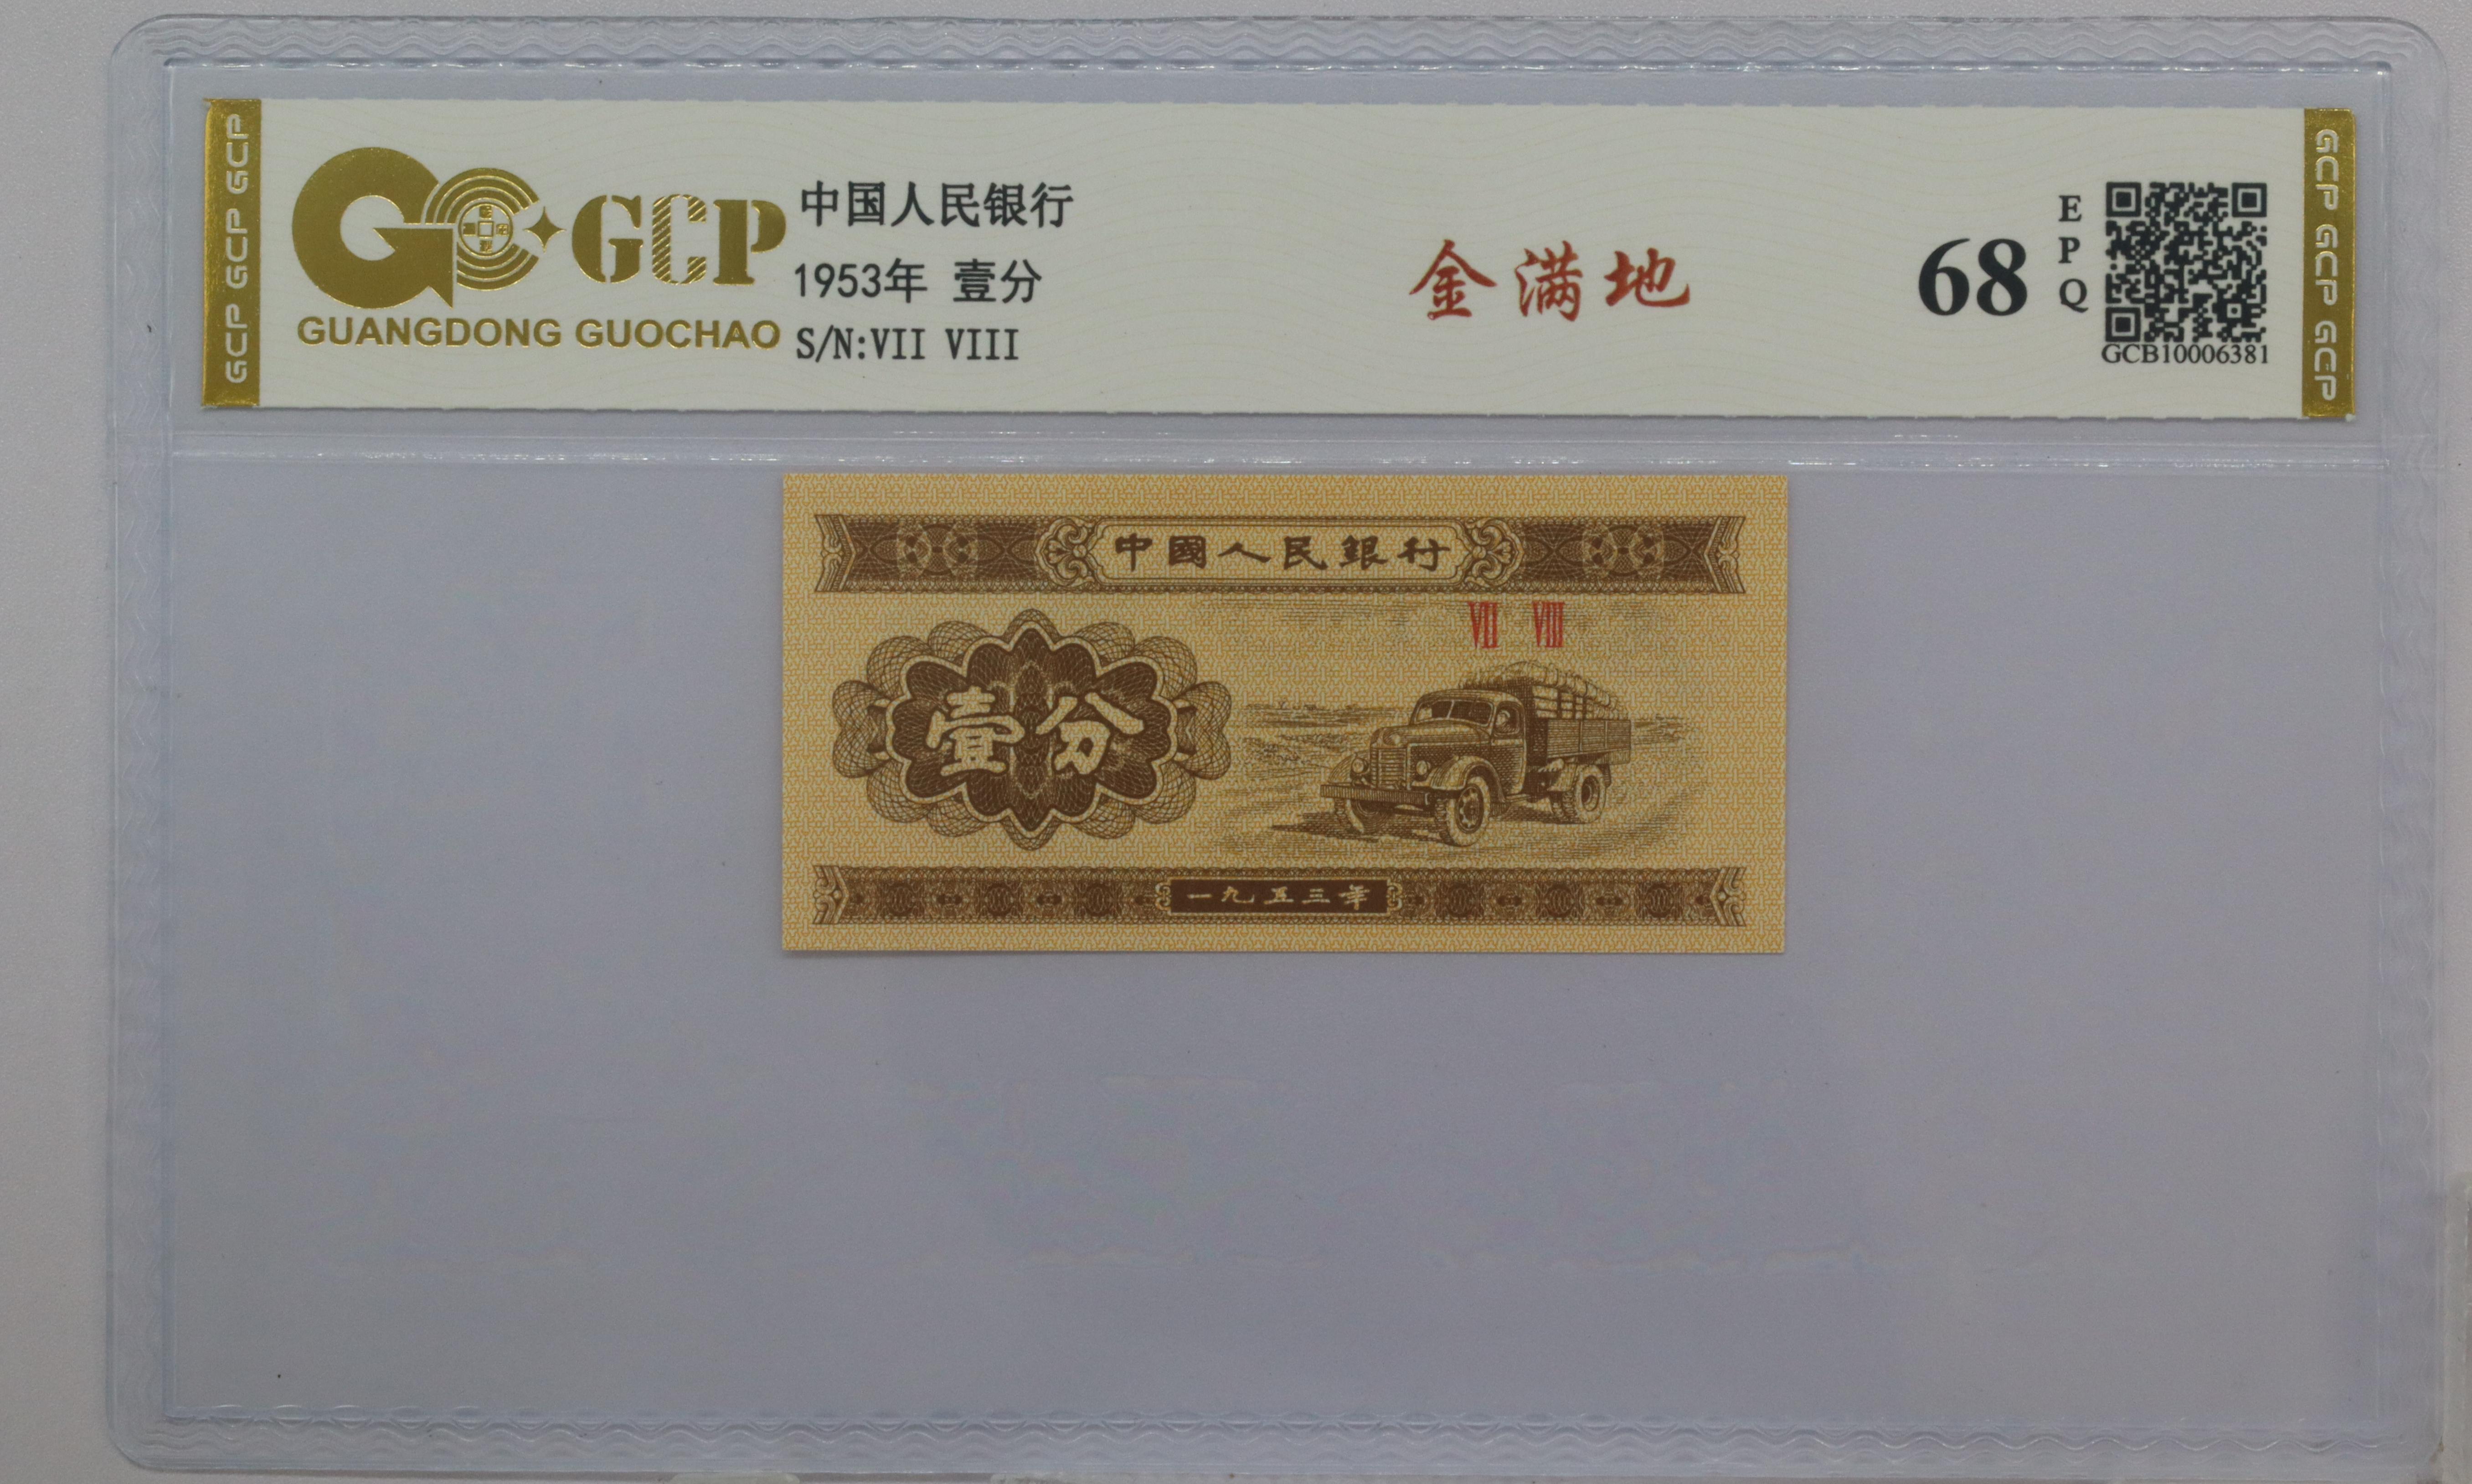 GCP GCP GCP
GCP
GUANGDONG GUOCHAO
中国人民银行
1953年 壹分
S/N:VII VIII
金满地
68
EPQ
GCB10006381
GCP GCP GCP
中國人民銀行
VII VIII
壹分
一九五三年